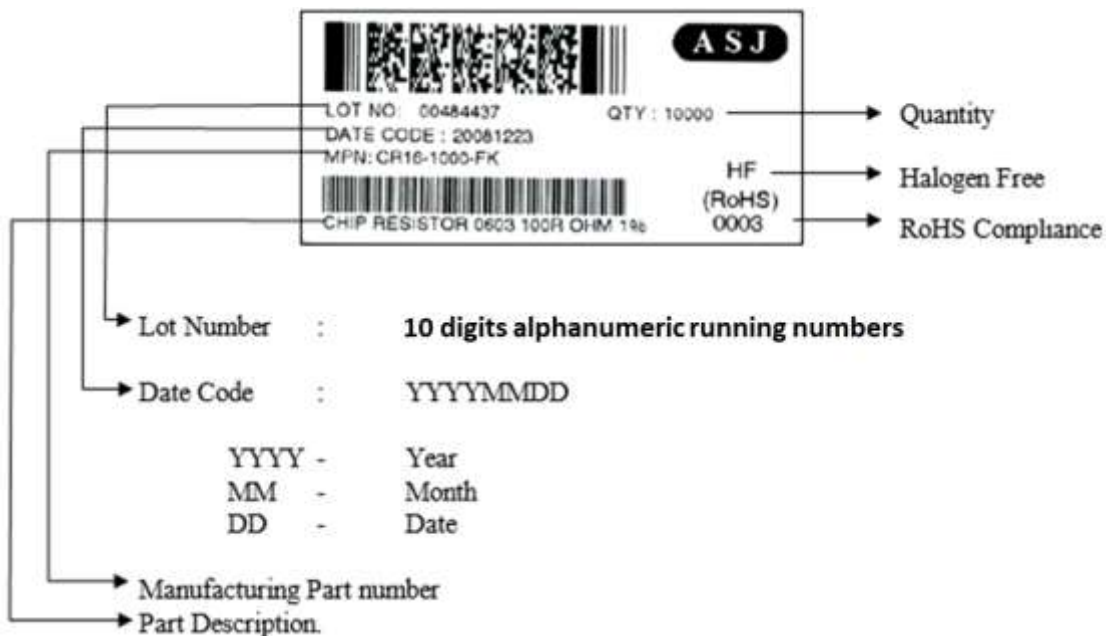 ASJ
LOT NO: 00484437 QTY: 10000
DATE CODE : 20081223
MPN: CR16-1000-FK
HF
(RoHS)
CHIP RESISTOR 0603 100R OHM 1% 0003
Quantity
Halogen Free
RoHS Compliance
Lot Number : 10 digits alphanumeric running numbers
Date Code : YYYYMMDD
YYYY - Year
MM - Month
DD - Date
Manufacturing Part number
Part Description.